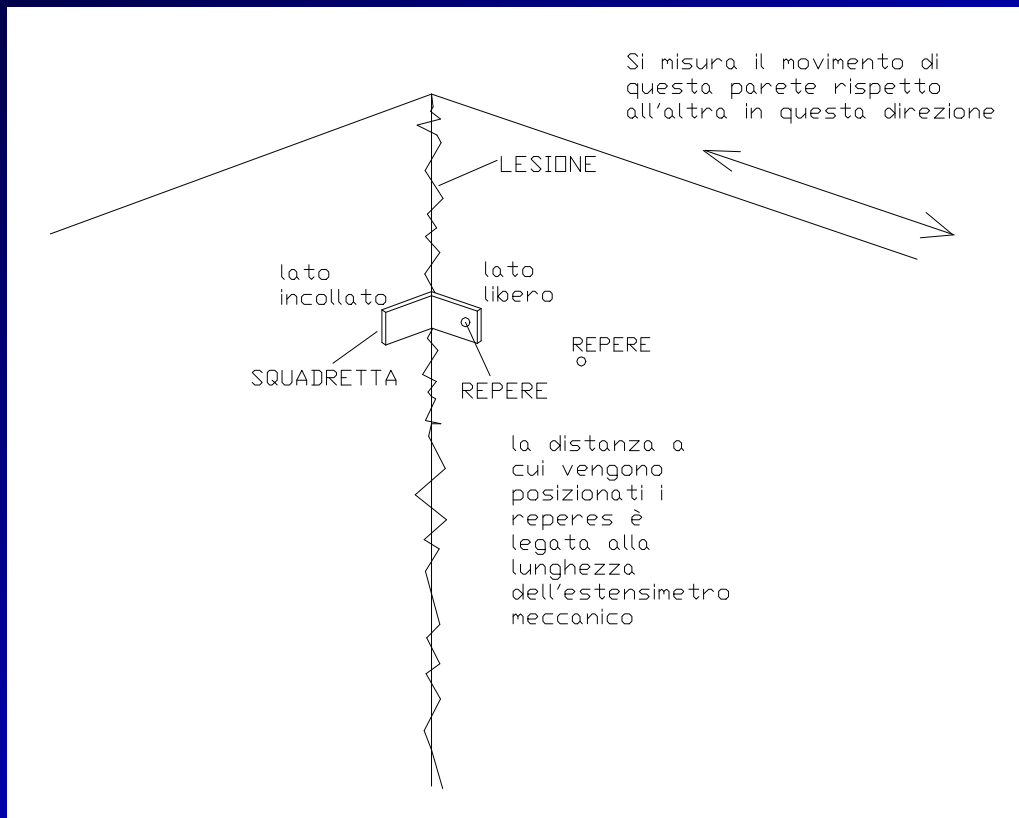 Si misura il movimento di
questa parete rispetto
all'altra in questa direzione
LESIONE
lato
incollato
lato
libero
REPERE
SQUADRETTA
REPERE
la distanza a
cui vengono
posizionati i
reperes è
legata alla
lunghezza
dell'estensimetro
meccanico